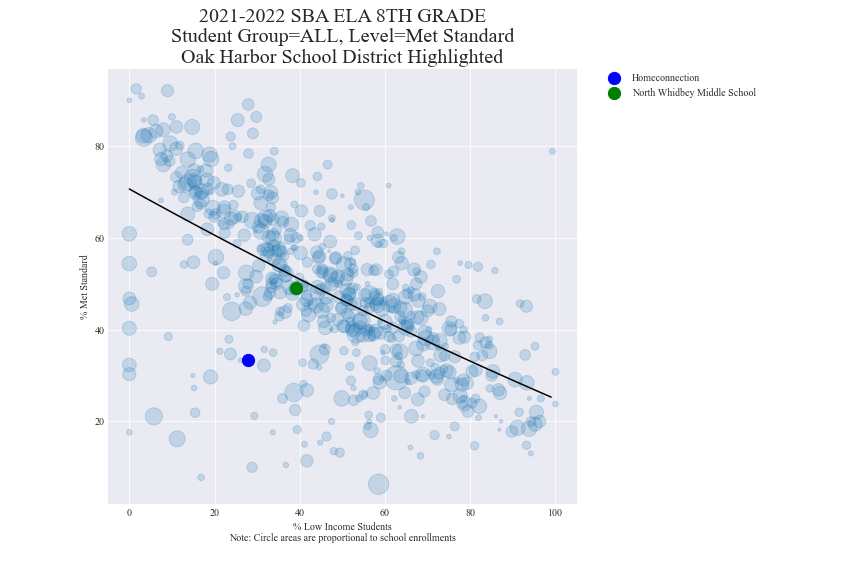 2021-2022 SBA ELA 8TH GRADE
Student Group=ALL, Level=Met Standard
Oak Harbor School District Highlighted
Homeconnection
North Whidbey Middle School
% Met Standard
80
60
40
20
0 20 40 60 80 100
% Low Income Students
Note: Circle areas are proportional to school enrollments